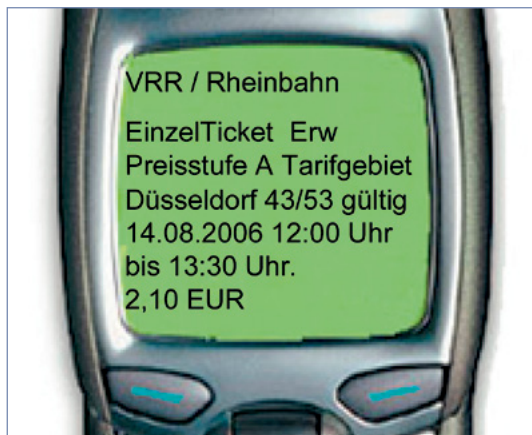 VRR / Rheinbahn
EinzelTicket Erw
Preisstufe A Tarifgebiet
Düsseldorf 43/53 gültig
14.08.2006 12:00 Uhr
bis 13:30 Uhr.
2,10 EUR